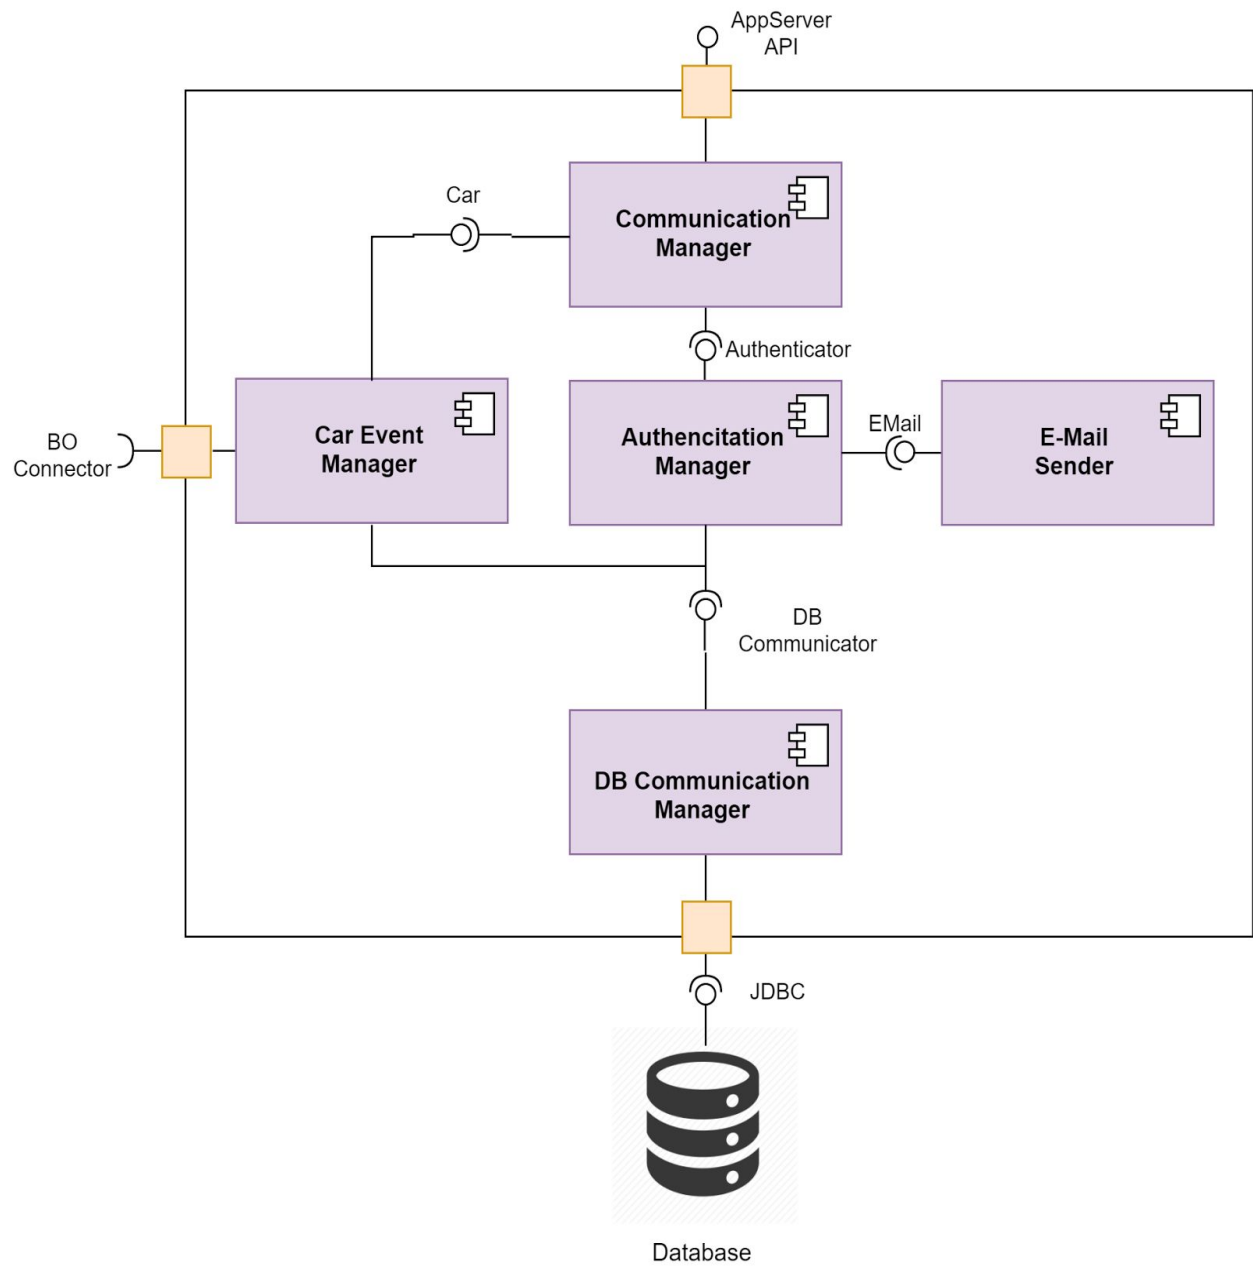 AppServer
API
Car
Communication
Manager
Authenticator
BO
Connector
Car Event
Manager
Authencitation
Manager
EMail
E-Mail
Sender
DB
Communicator
DB Communication
Manager
JDBC
Database